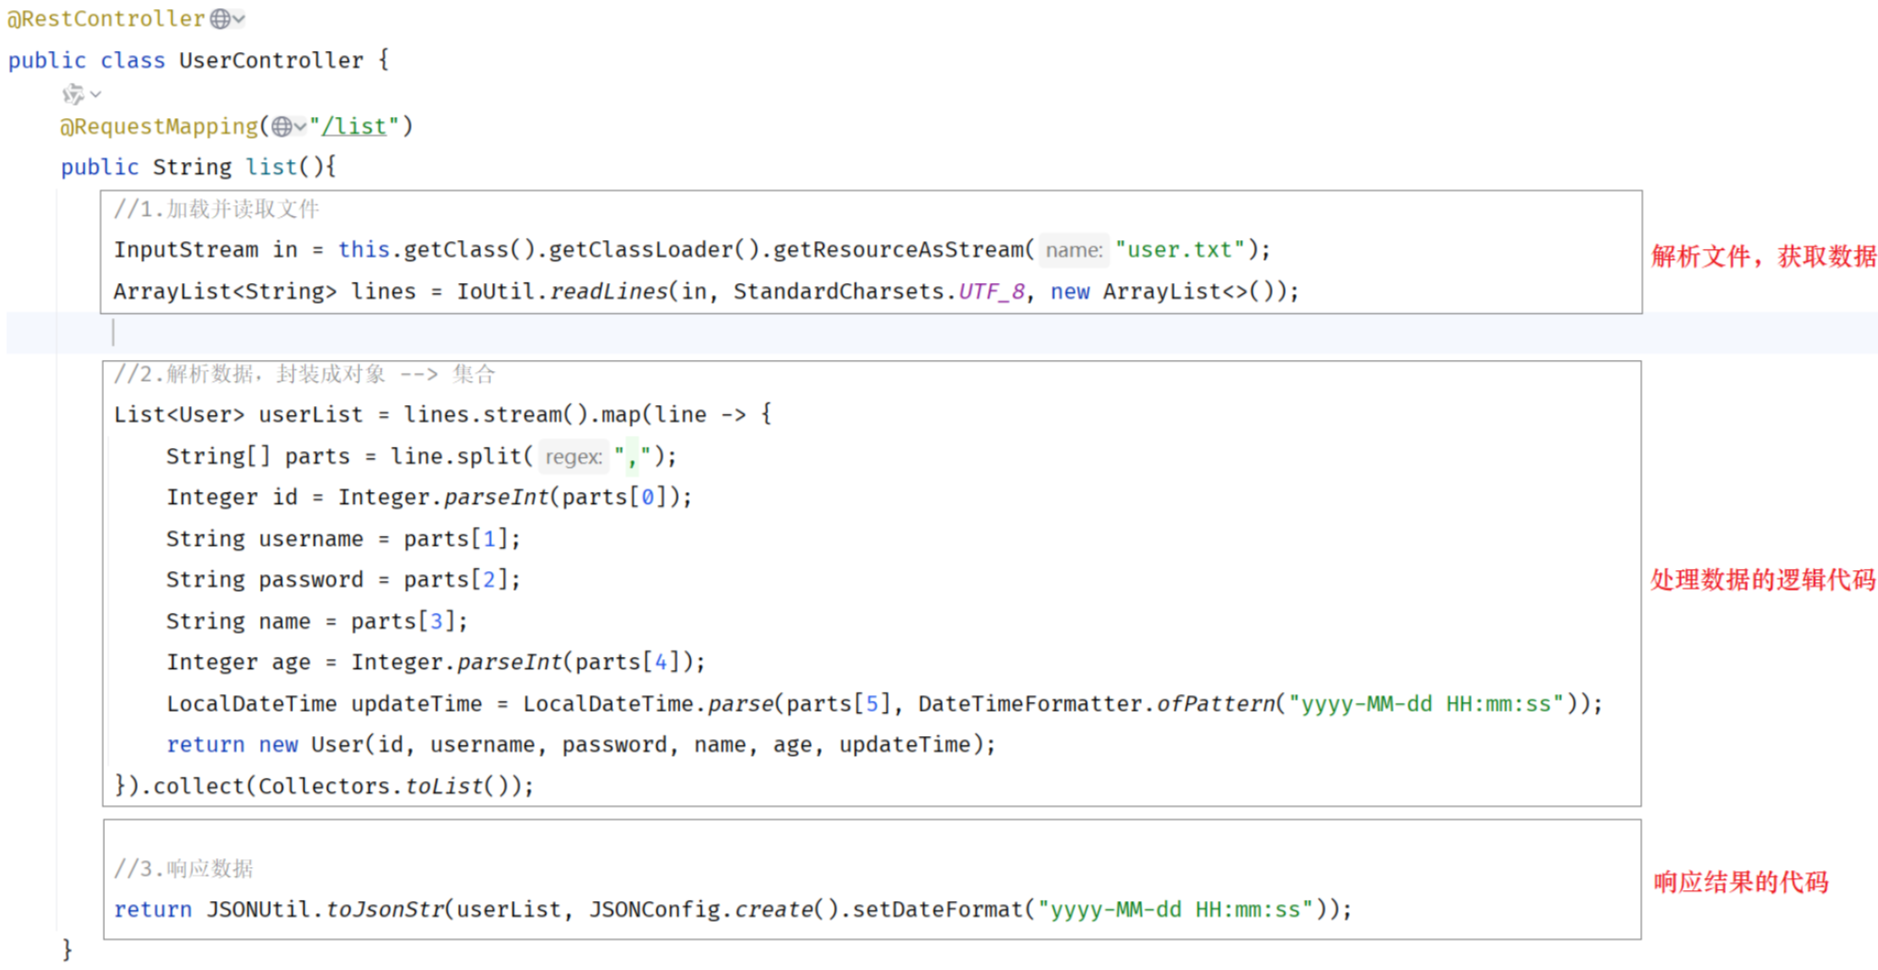 @RestController
public class UserController {
@RequestMapping("/list")
public String list(){
//1.加载并读取文件
InputStream in = this.getClass().getClassLoader().getResourceAsStream( name: "user.txt");
解析文件，获取数据
ArrayList<String> lines = IoUtil.readLines(in, StandardCharsets.UTF_8, new ArrayList<>());
//2.解析数据，封装成对象 --> 集合
List<User> userList = lines.stream().map(line -> {
String[] parts = line.split( regex: ",");
Integer id = Integer.parseInt(parts[0]);
String username = parts[1];
String password = parts[2];
处理数据的逻辑代码
String name = parts[3];
Integer age = Integer.parseInt(parts[4]);
LocalDateTime updateTime = LocalDateTime.parse(parts[5], DateTimeFormatter.ofPattern("yyyy-MM-dd HH:mm:ss"));
return new User(id, username, password, name, age, updateTime);
}).collect(Collectors.toList());
//3.响应数据
响应结果的代码
return JSONUtil.toJsonStr(userList, JSONConfig.create().setDateFormat("yyyy-MM-dd HH:mm:ss"));
}